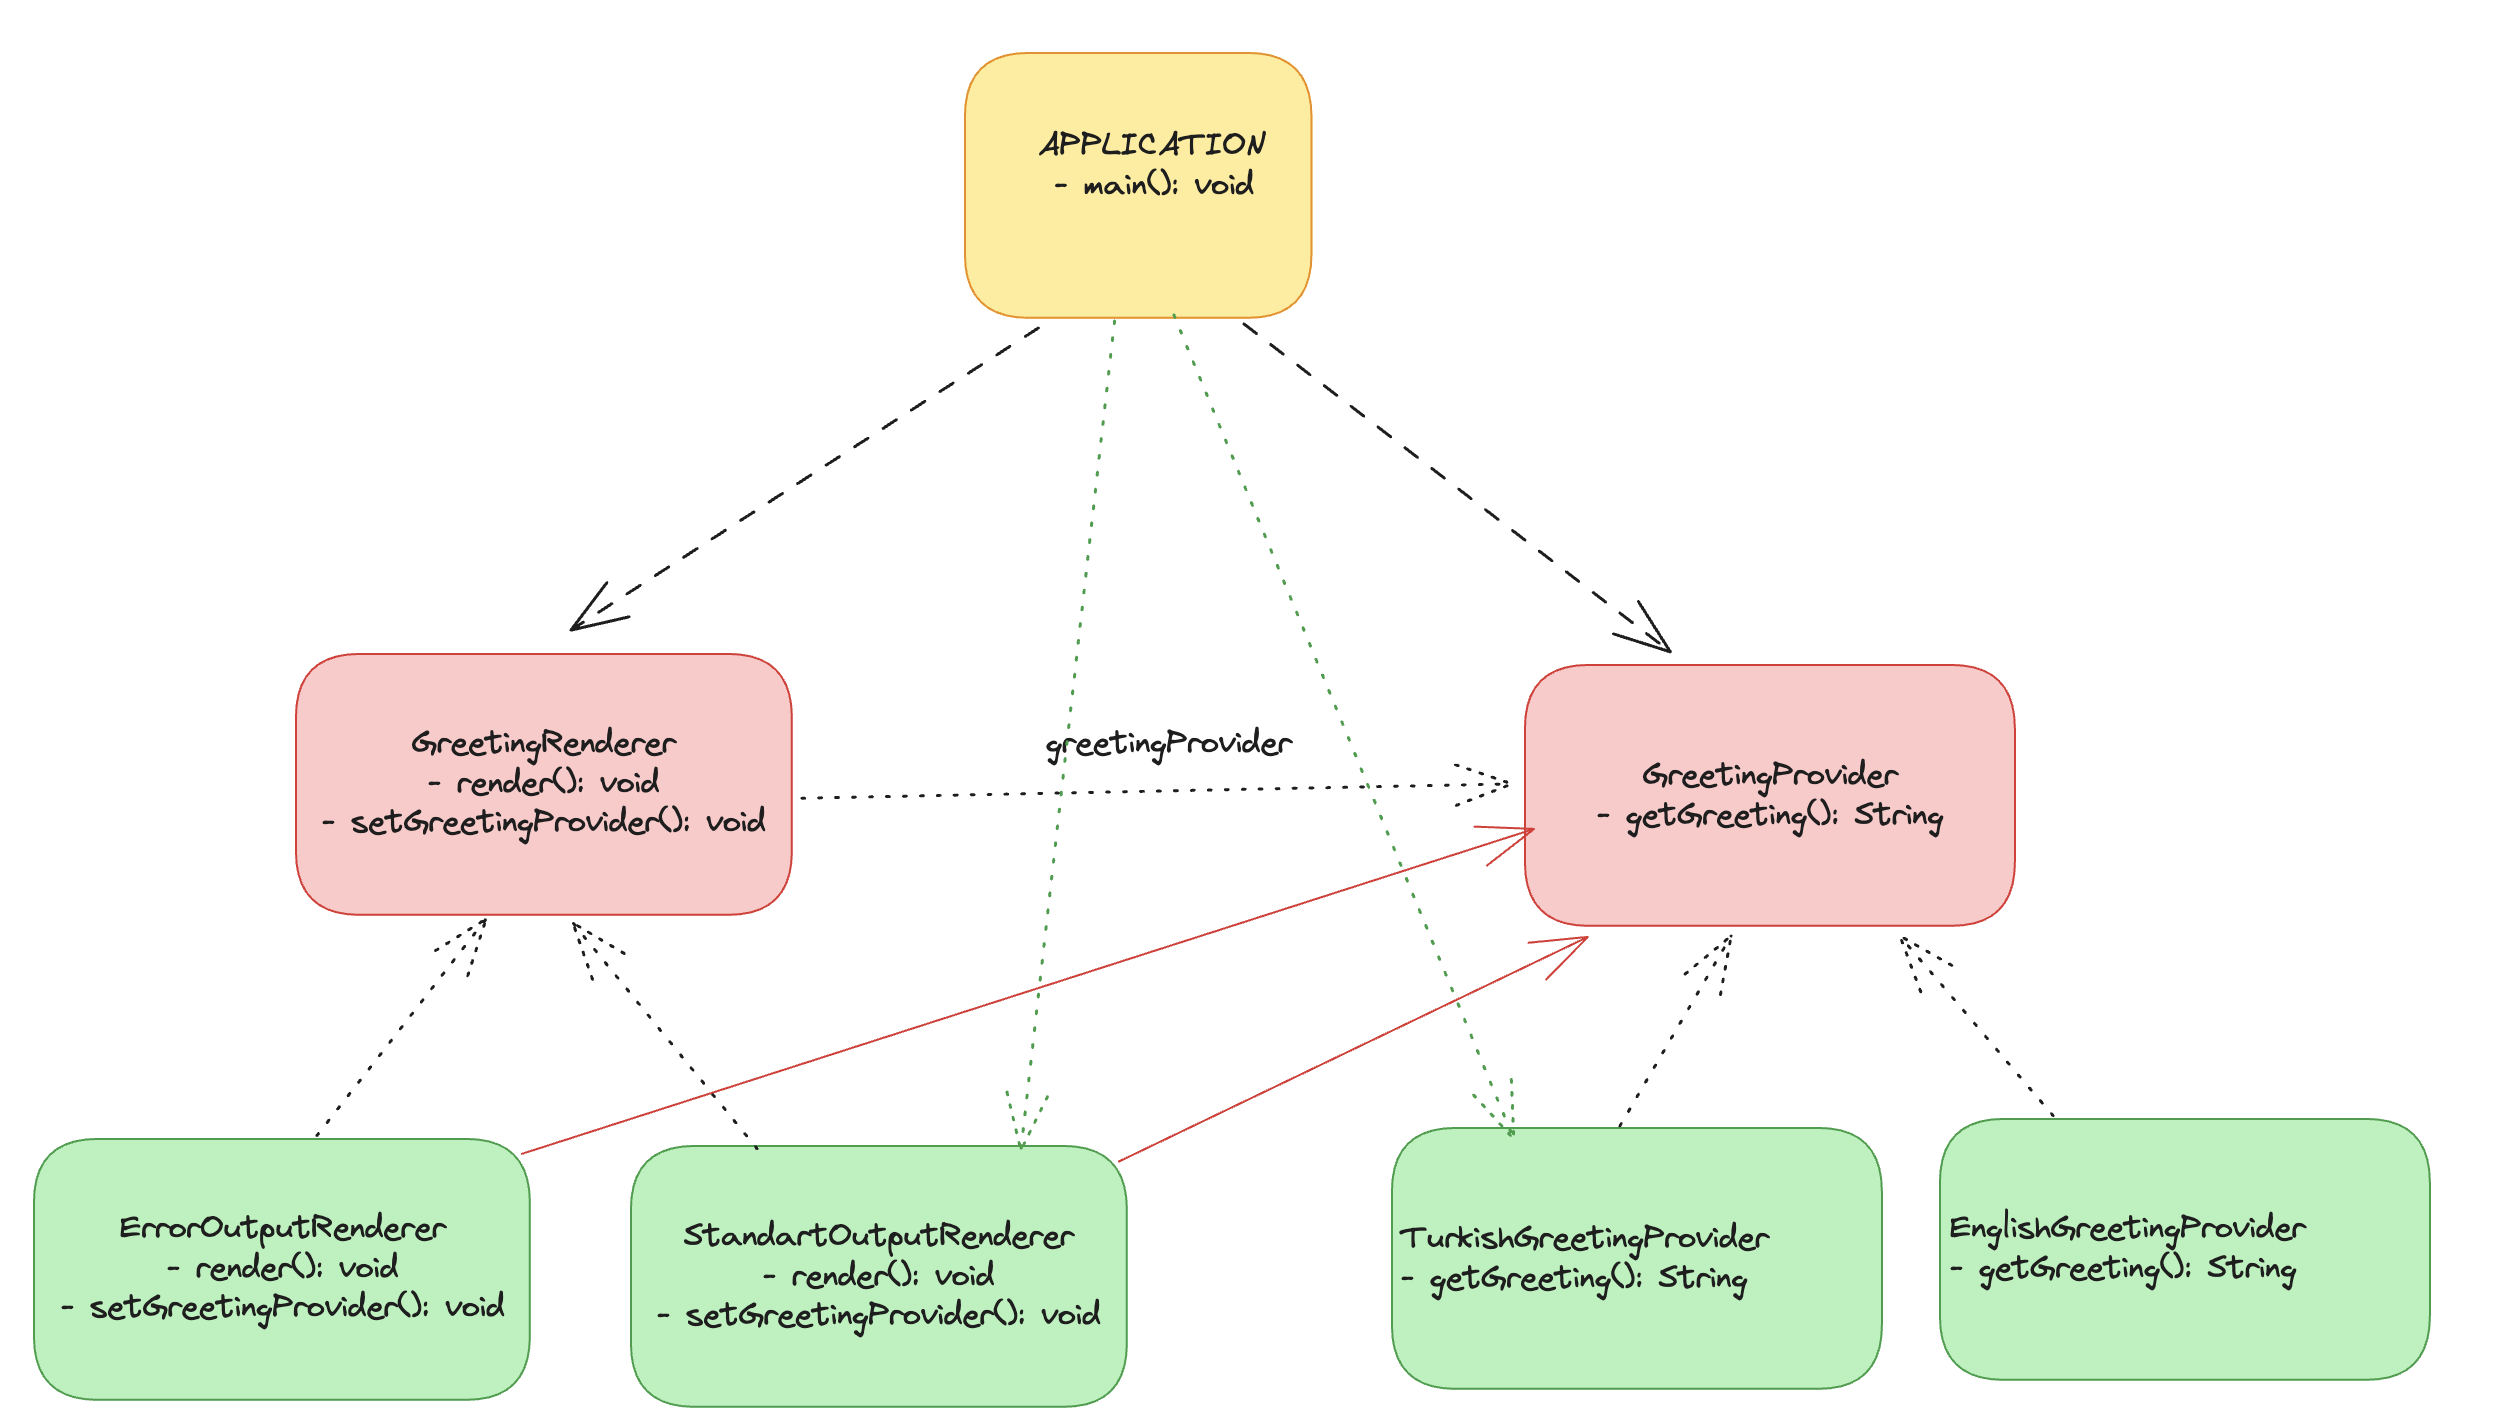 APPLICATION
- main(): void
GreetingRenderer
- render(): void
- setGreetingProvider(): void
greetingProvider
GreetingProvider
- getGreeting(): String
ErrorOutputRenderer
- render(): void
- setGreetingProvider(): void
StandartOutputRenderer
- render(): void
- setGreetingProvider(): void
TurkishGreetingProvider
- getGreeting(): String
EnglishGreetingProvider
- getGreeting(): String